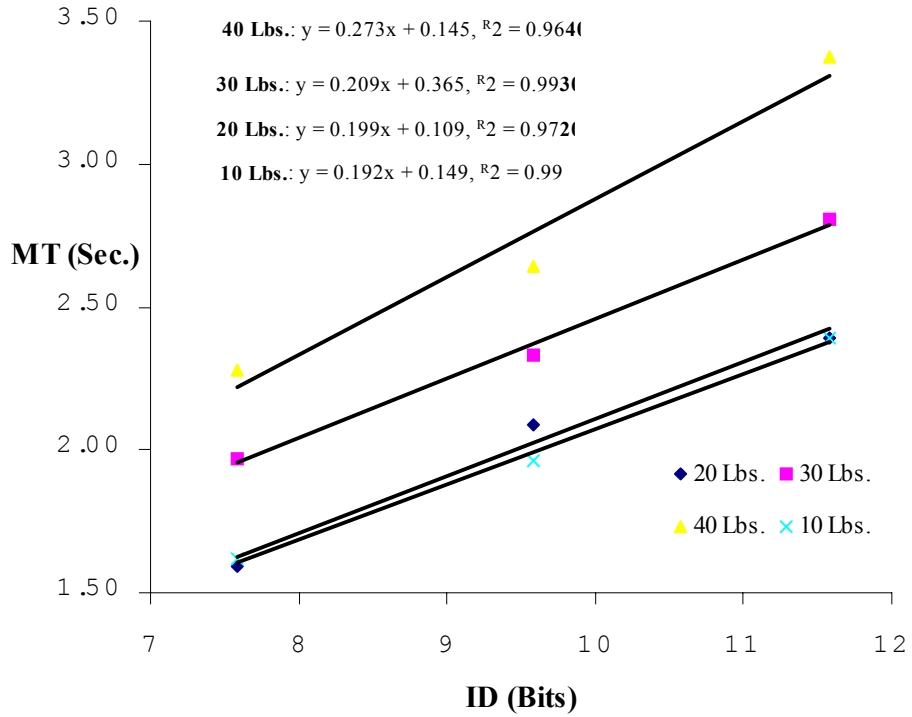 3.50
40 Lbs.: y = 0.273x + 0.145, R2 = 0.9640
30 Lbs.: y = 0.209x + 0.365, R2 = 0.9930
20 Lbs.: y = 0.199x + 0.109, R2 = 0.9720
3.00
10 Lbs.: y = 0.192x + 0.149, R2 = 0.99
MT (Sec.)
2.50
2.00
20 Lbs. 30 Lbs.
40 Lbs. 10 Lbs.
1.50
7 8 9 10 11 12
ID (Bits)